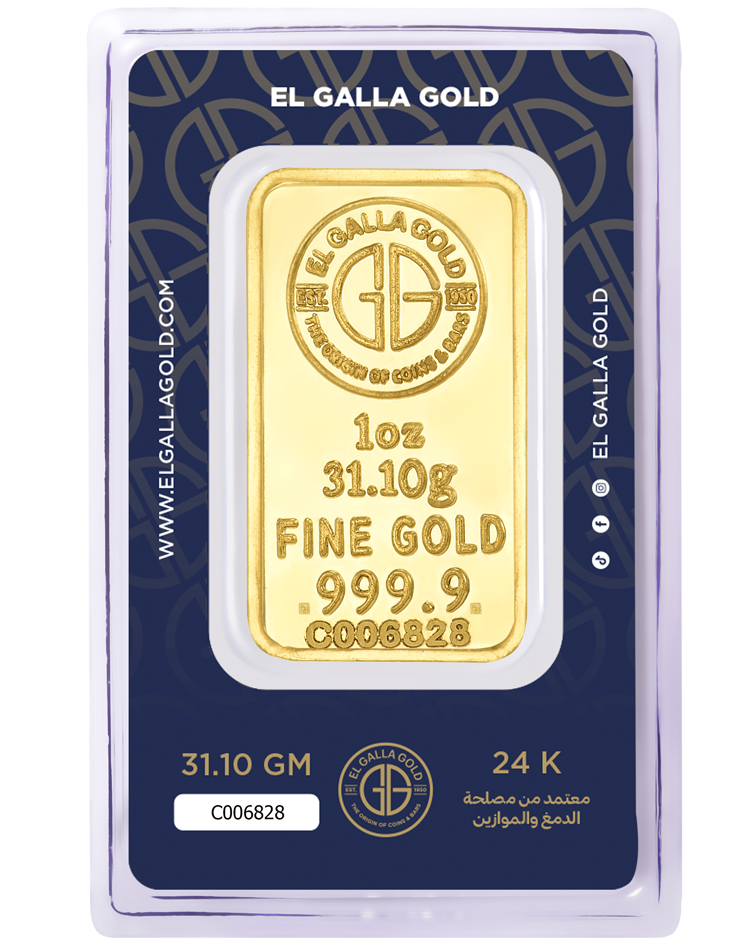 EL GALLA GOLD
WWW.ELGALLAGOLD.COM
EL GALLA GOLD
EST. 1950
THE ORIGIN OF COINS & BARS
1oz
31.10g
FINE GOLD
999.9
C006828
EL GALLA GOLD
31.10 GM
C006828
EL GALLA GOLD
EST. 1950
THE ORIGIN OF COINS & BARS
24 K
معتمد من مصلحة
الدمغ والموازين